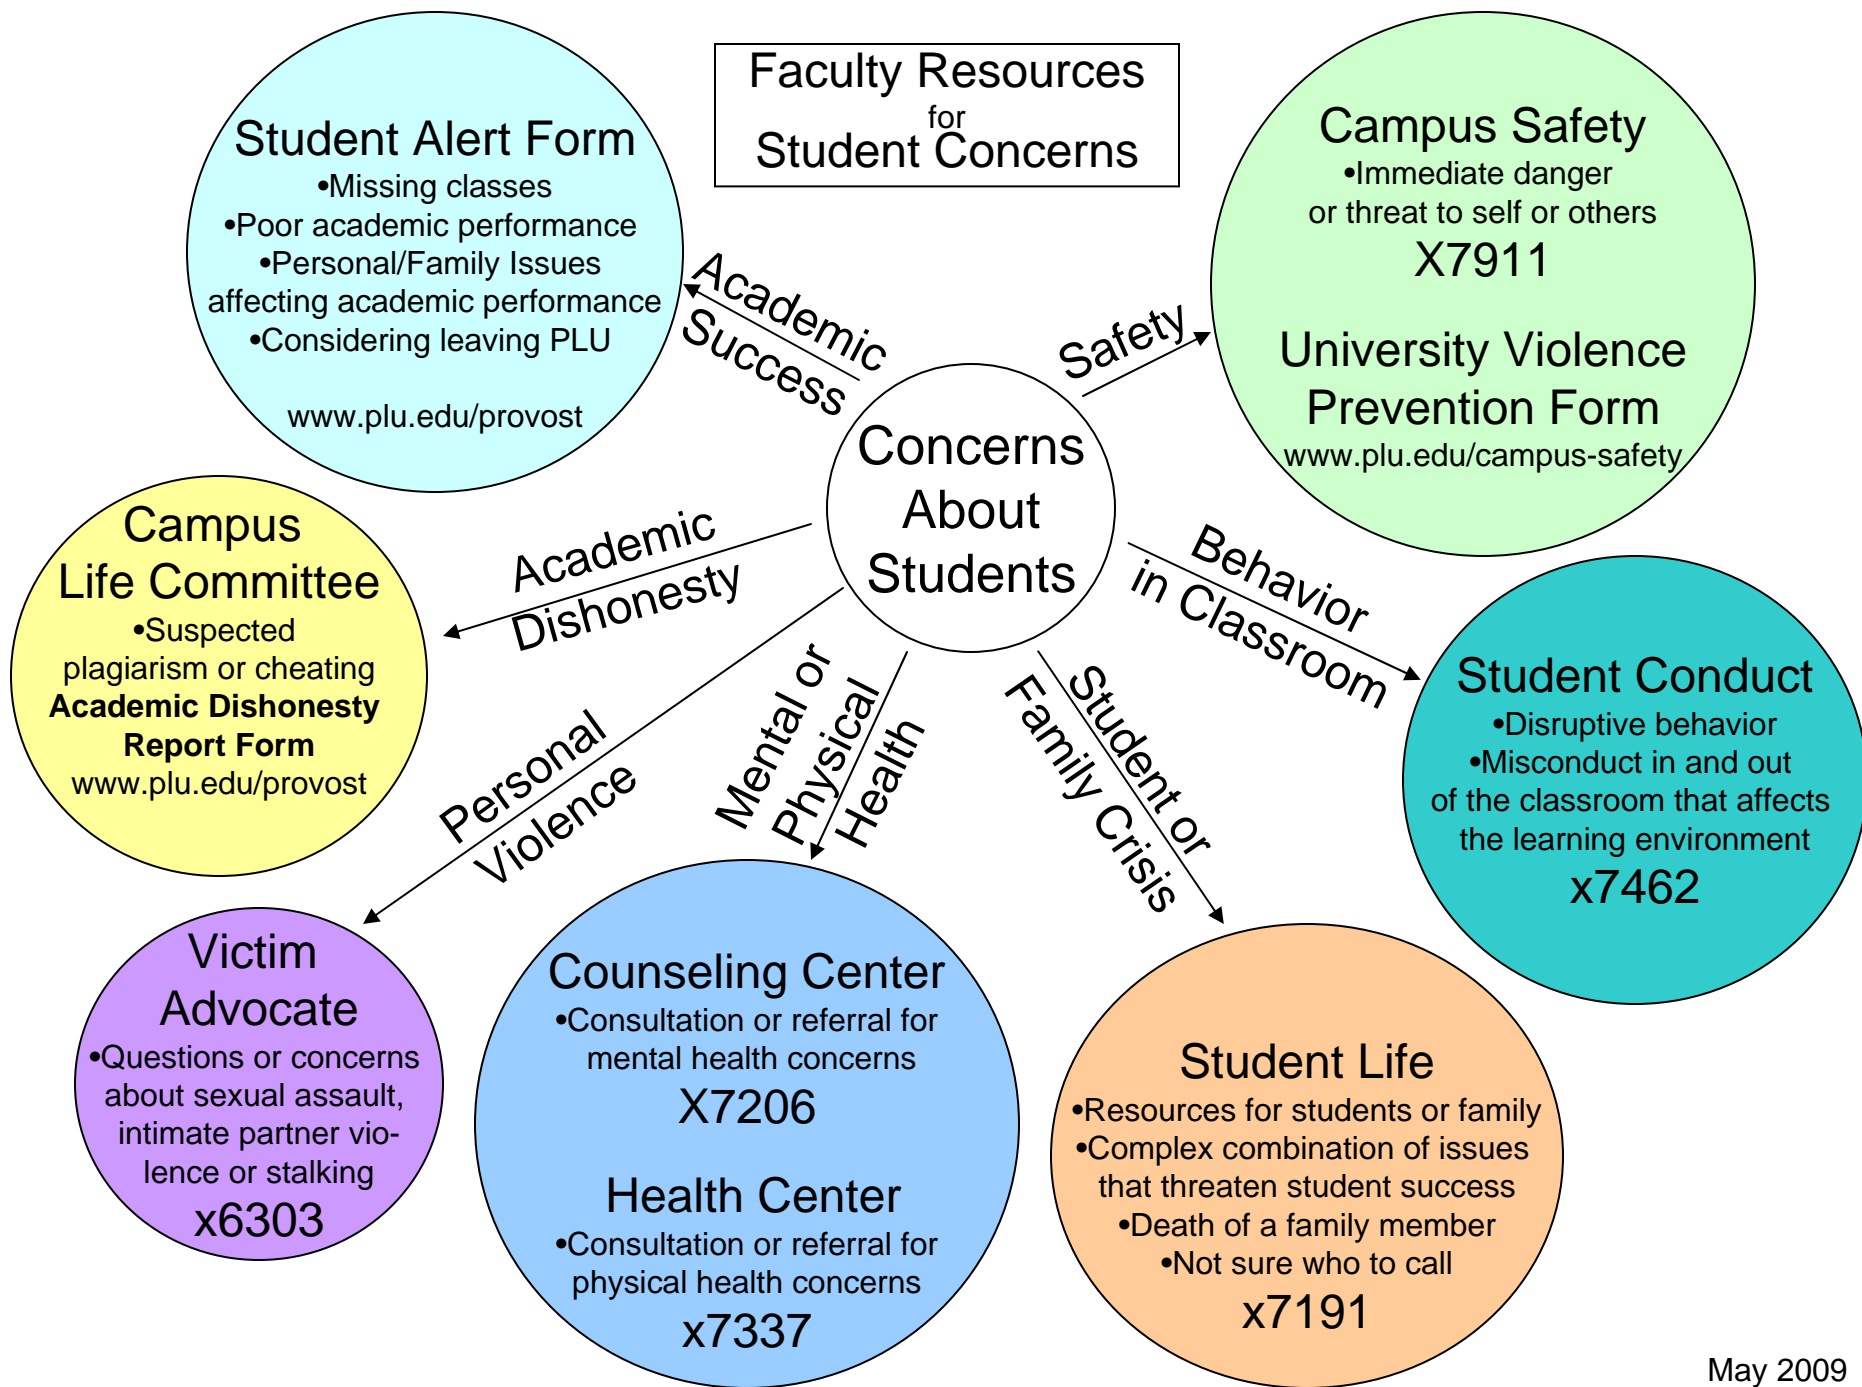 Faculty Resources
for
Student Concerns
Student Alert Form
•Missing classes
•Poor academic performance
•Personal/Family Issues
affecting academic performance
•Considering leaving PLU
www.plu.edu/provost
Academic
Success
Safety
Campus Safety
•Immediate danger
or threat to self or others
X7911
University Violence
Prevention Form
www.plu.edu/campus-safety
Concerns
About
Students
Campus
Life Committee
•Suspected
plagiarism or cheating
Academic Dishonesty
Report Form
www.plu.edu/provost
Academic
Dishonesty
Behavior
in Classroom
Student Conduct
•Disruptive behavior
•Misconduct in and out
of the classroom that affects
the learning environment
x7462
Personal
Violence
Mental or
Physical
Health
Student or
Family Crisis
Victim
Advocate
•Questions or concerns
about sexual assault,
intimate partner vio-
lence or stalking
x6303
Counseling Center
•Consultation or referral for
mental health concerns
X7206
Health Center
•Consultation or referral for
physical health concerns
x7337
Student Life
•Resources for students or family
•Complex combination of issues
that threaten student success
•Death of a family member
•Not sure who to call
x7191
May 2009